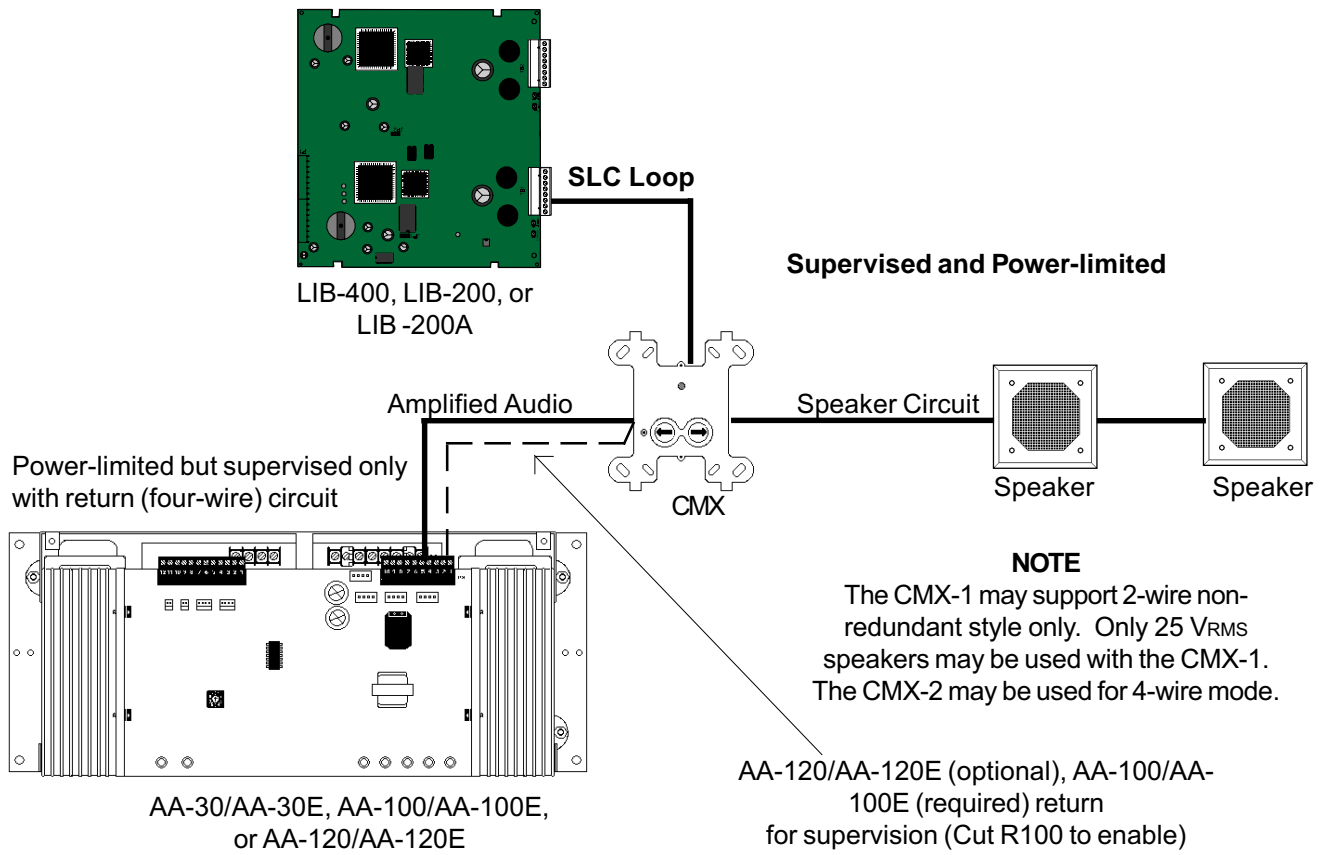 SLC Loop
LIB-400, LIB-200, or
LIB -200A
Supervised and Power-limited
Amplified Audio
Speaker Circuit
Power-limited but supervised only
with return (four-wire) circuit
CMX
Speaker
Speaker
NOTE
The CMX-1 may support 2-wire non-
redundant style only. Only 25 VRMS
speakers may be used with the CMX-1.
The CMX-2 may be used for 4-wire mode.
AA-30/AA-30E, AA-100/AA-100E,
or AA-120/AA-120E
AA-120/AA-120E (optional), AA-100/AA-
100E (required) return
for supervision (Cut R100 to enable)